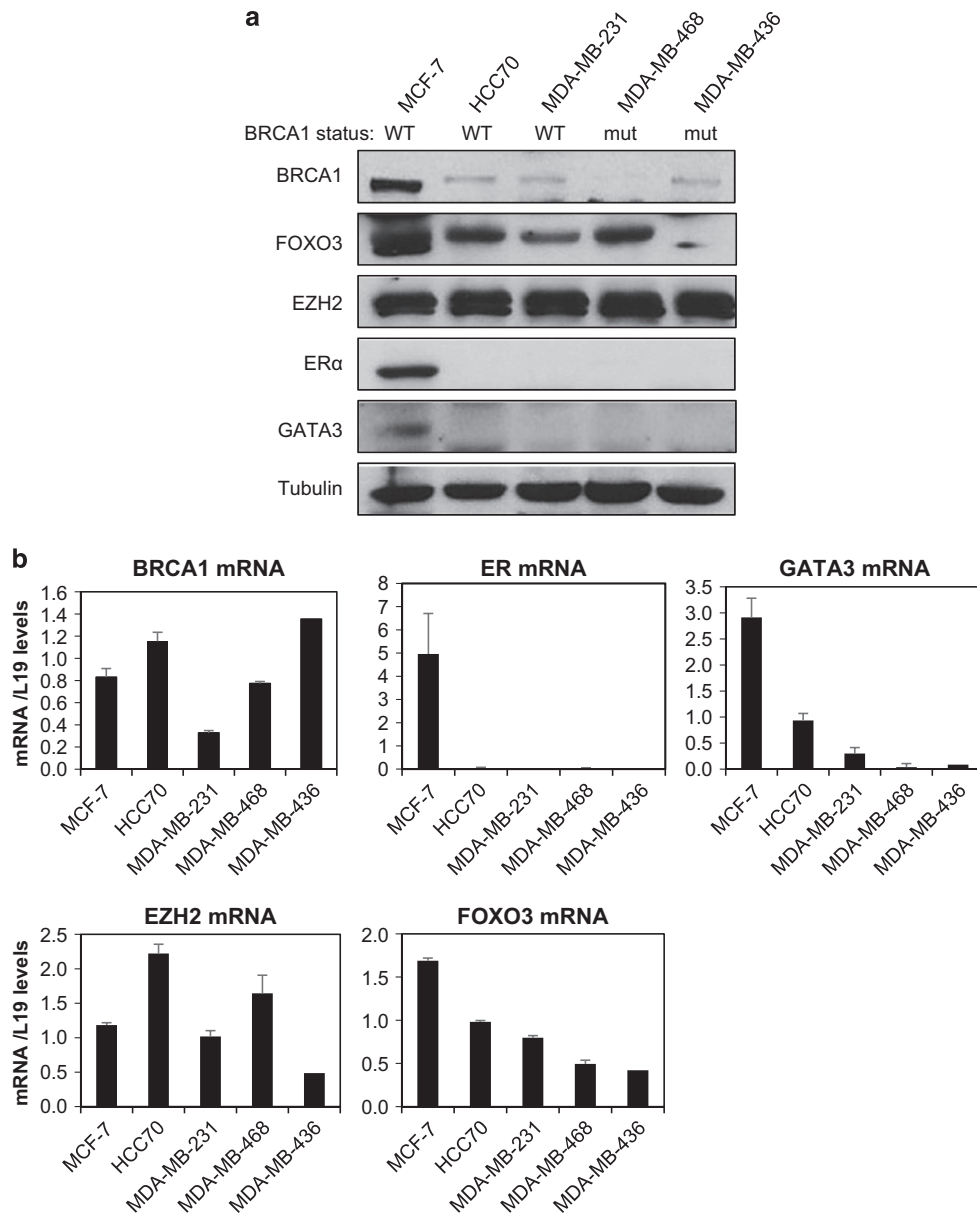 a
MCF-7
HCC70
MDA-MB-231
MDA-MB-468
MDA-MB-436
BRCA1 status: WT WT WT mut mut
BRCA1
FOXO3
EZH2
ERα
GATA3
Tubulin
b
BRCA1 mRNA
mRNA /L19 levels
1.6
1.4
1.2
1.0
0.8
0.6
0.4
0.2
0.0
MCF-7
HCC70
MDA-MB-231
MDA-MB-468
MDA-MB-436
ER mRNA
8
7
6
5
4
3
2
1
0
MCF-7
HCC70
MDA-MB-231
MDA-MB-468
MDA-MB-436
GATA3 mRNA
3.5
3.0
2.5
2.0
1.5
1.0
0.5
0.0
MCF-7
HCC70
MDA-MB-231
MDA-MB-468
MDA-MB-436
EZH2 mRNA
mRNA /L19 levels
2.5
2.0
1.5
1.0
0.5
0.0
MCF-7
HCC70
MDA-MB-231
MDA-MB-468
MDA-MB-436
FOXO3 mRNA
2.0
1.5
1.0
0.5
0.0
MCF-7
HCC70
MDA-MB-231
MDA-MB-468
MDA-MB-436